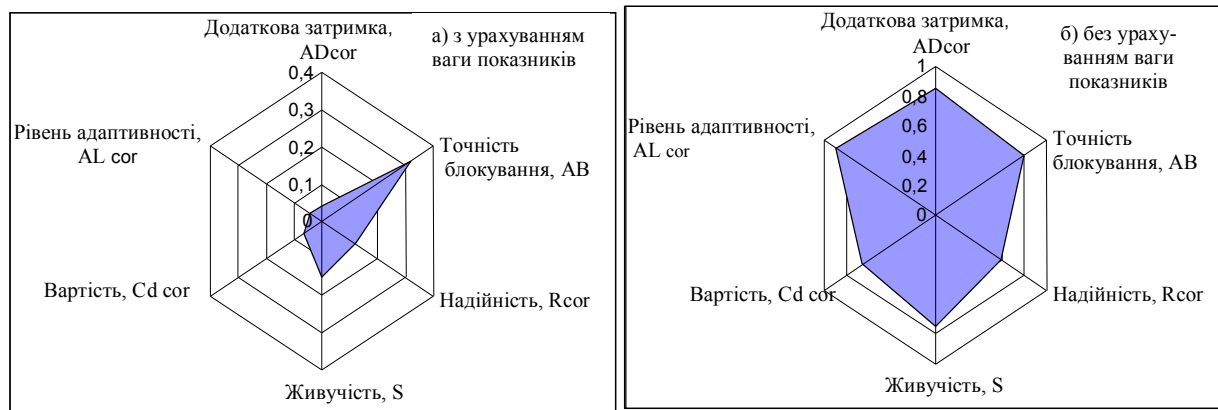 Додаткова затримка,
ADcor
а) з урахуванням
ваги показників
0,4
0,3
0,2
0,1
0
Рівень адаптивності,
AL cor
Точність
блокування, AB
Вартість, Cd cor
Надійність, Rcor
Живучість, S
Додаткова затримка,
ADcor
б) без ураху-
ванням ваги
показників
1
0,8
0,6
0,4
0,2
0
Рівень адаптивності,
AL cor
Точність
блокування, AB
Вартість, Cd cor
Надійність, Rcor
Живучість, S